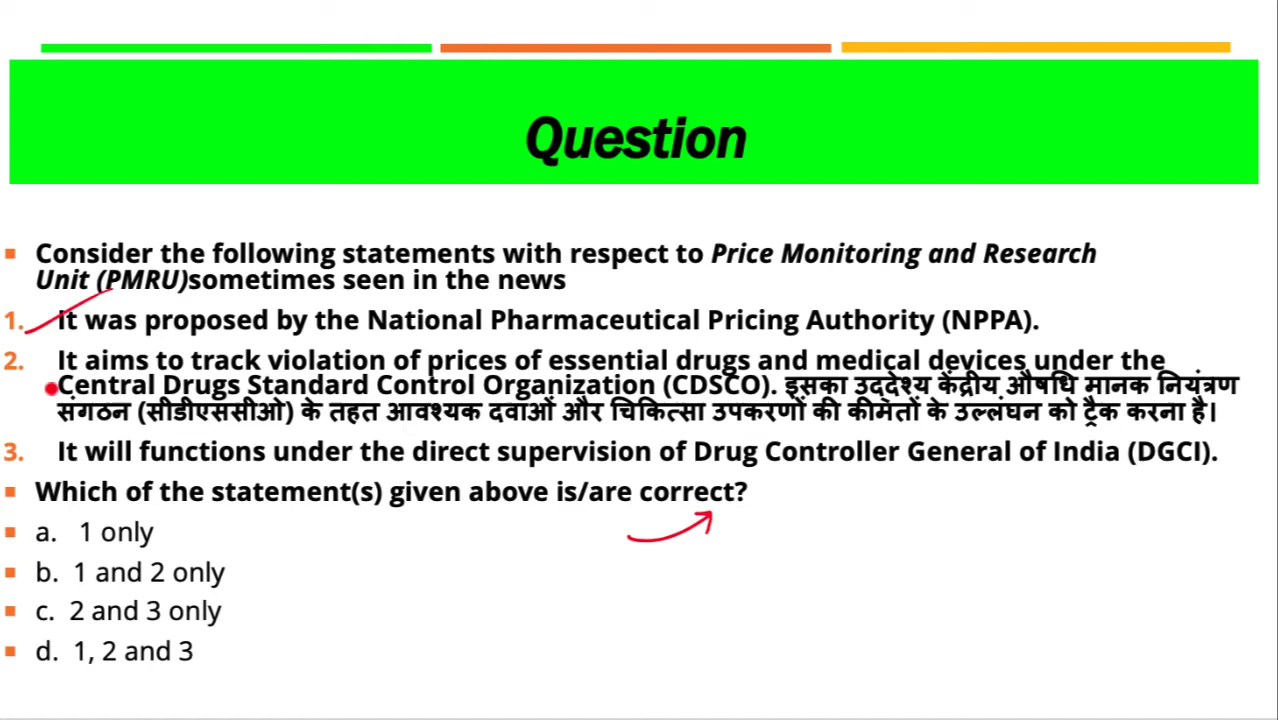 Question
Consider the following statements with respect to Price Monitoring and Research
Unit (PMRU)sometimes seen in the news
1. It was proposed by the National Pharmaceutical Pricing Authority (NPPA).
2. It aims to track violation of prices of essential drugs and medical devices under the
Central Drugs Standard Control Organization (CDSCO). इसका उद्देश्य केंद्रीय औषधि मानक नियंत्रण
संगठन (सीडीएससीओ) के तहत आवश्यक दवाओं और चिकित्सा उपकरणों की कीमतों के उल्लंघन को ट्रैक करना है।
3. It will functions under the direct supervision of Drug Controller General of India (DGCI).
Which of the statement(s) given above is/are correct?
a. 1 only
b. 1 and 2 only
c. 2 and 3 only
d. 1, 2 and 3